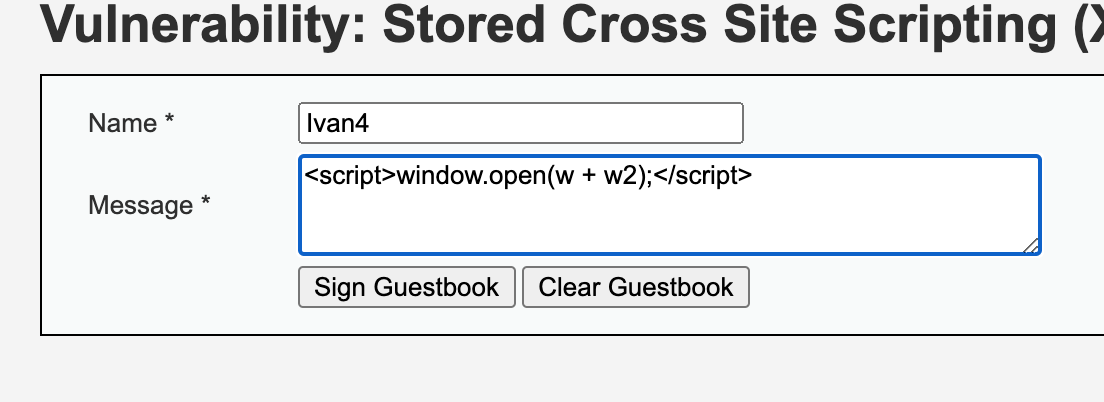 Vulnerability: Stored Cross Site Scripting (X
Name *
Ivan4
Message *
<script>window.open(w + w2);</script>
Sign Guestbook
Clear Guestbook